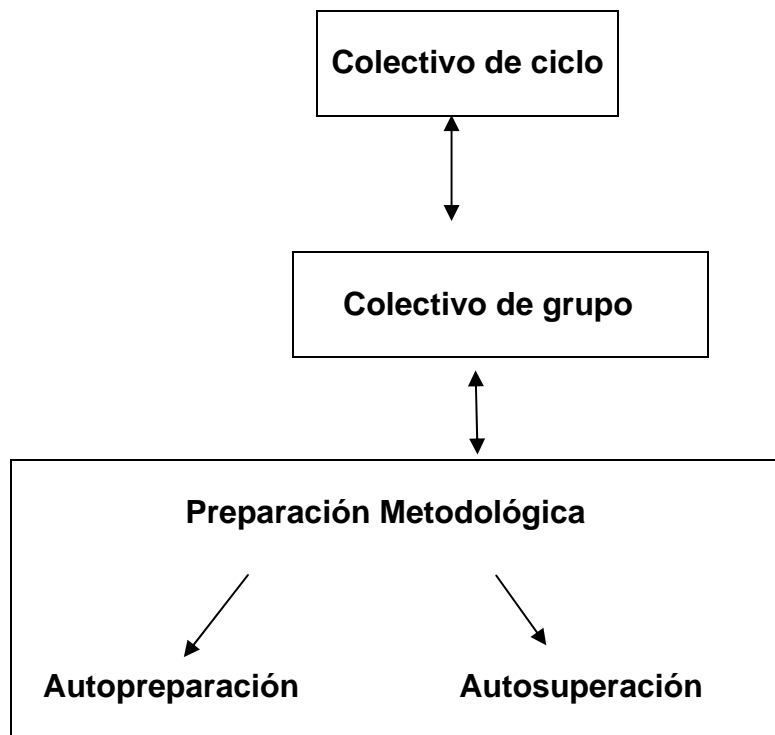 Colectivo de ciclo
Colectivo de grupo
Preparación Metodológica
Autopreparación Autosuperación